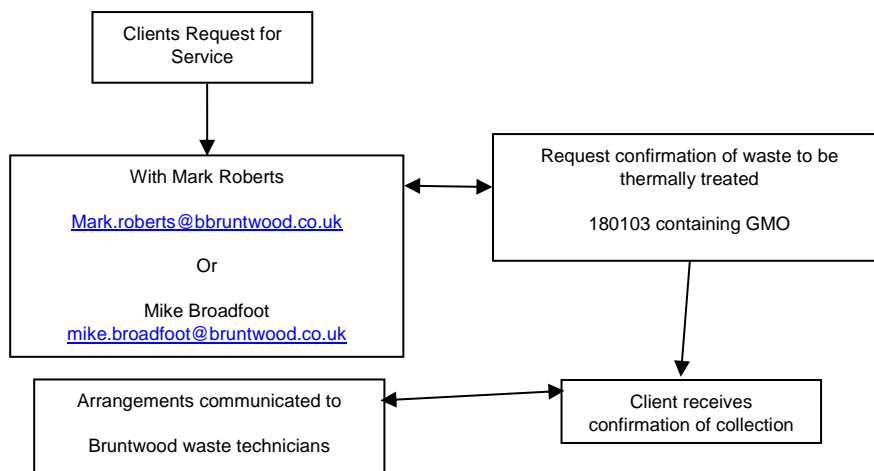 Clients Request for
Service
With Mark Roberts
Mark.roberts@bbruntwood.co.uk
Or
Mike Broadfoot
mike.broadfoot@bruntwood.co.uk
Request confirmation of waste to be
thermally treated
180103 containing GMO
Arrangements communicated to
Bruntwood waste technicians
Client receives
confirmation of collection